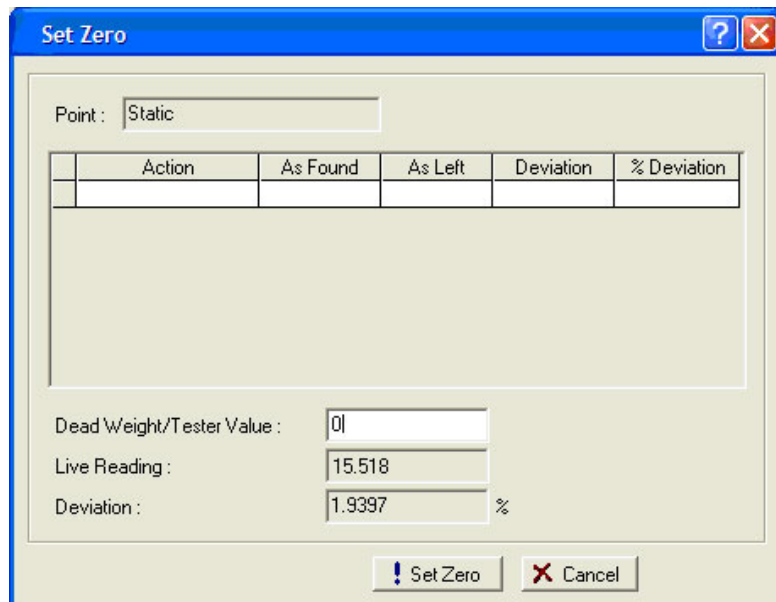 Set Zero
Point : Static
Action As Found As Left Deviation % Deviation
Dead Weight/Tester Value : 0
Live Reading : 15.518
Deviation : 1.9397 %
! Set Zero Cancel